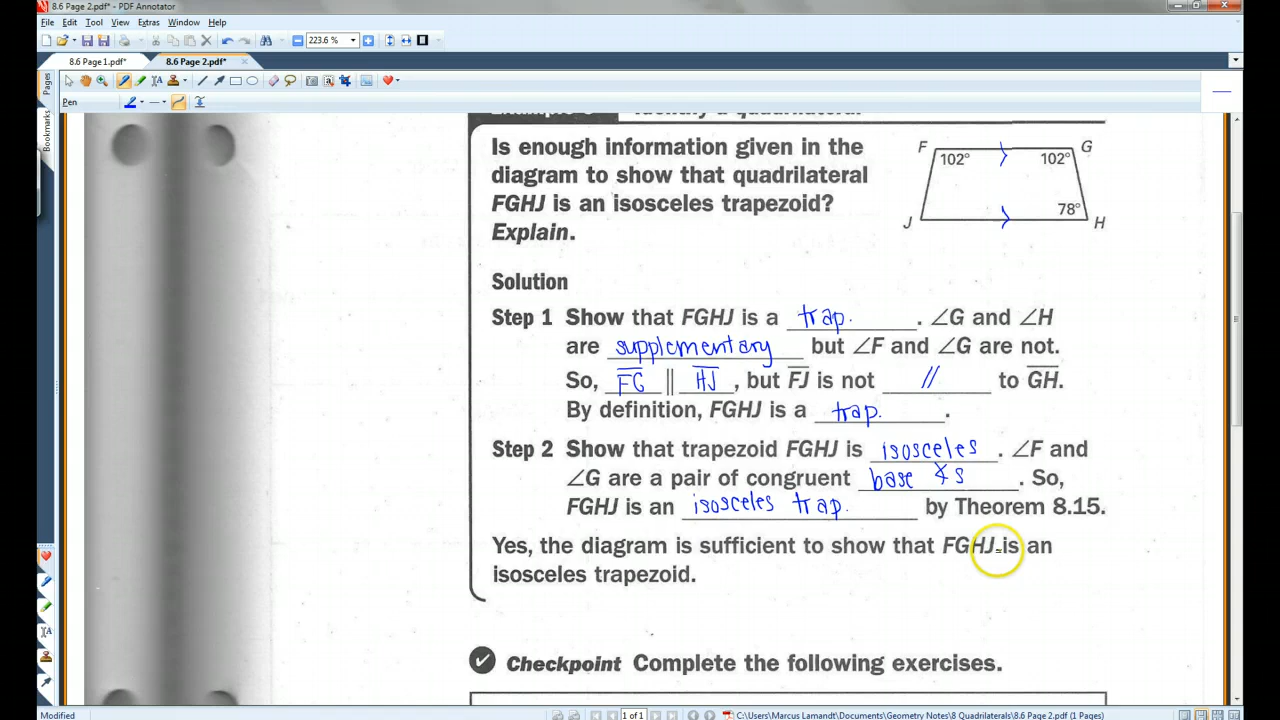 8.6 Page 2.pdf* - PDF Annotator
File Edit Tool View Extras Window Help
223.6 %
8.6 Page 1.pdf* 8.6 Page 2.pdf*
Pen
Pages
Bookmarks
Identify a quadrilateral
Is enough information given in the
diagram to show that quadrilateral
FGHJ is an isosceles trapezoid?
Explain.
F 102° 102° G
J 78° H
Solution
Step 1 Show that FGHJ is a trap. . ∠G and ∠H
are supplementary but ∠F and ∠G are not.
So, FG || HJ , but FJ is not // to GH.
By definition, FGHJ is a trap. .
Step 2 Show that trapezoid FGHJ is isosceles . ∠F and
∠G are a pair of congruent base ∡s . So,
FGHJ is an isosceles trap. by Theorem 8.15.
Yes, the diagram is sufficient to show that FGHJ is an
isosceles trapezoid.
✓ Checkpoint Complete the following exercises.
Modified 1 of 1 C:\Users\Marcus Lamandt\Documents\Geometry Notes\8 Quadrilaterals\8.6 Page 2.pdf (1 Pages)